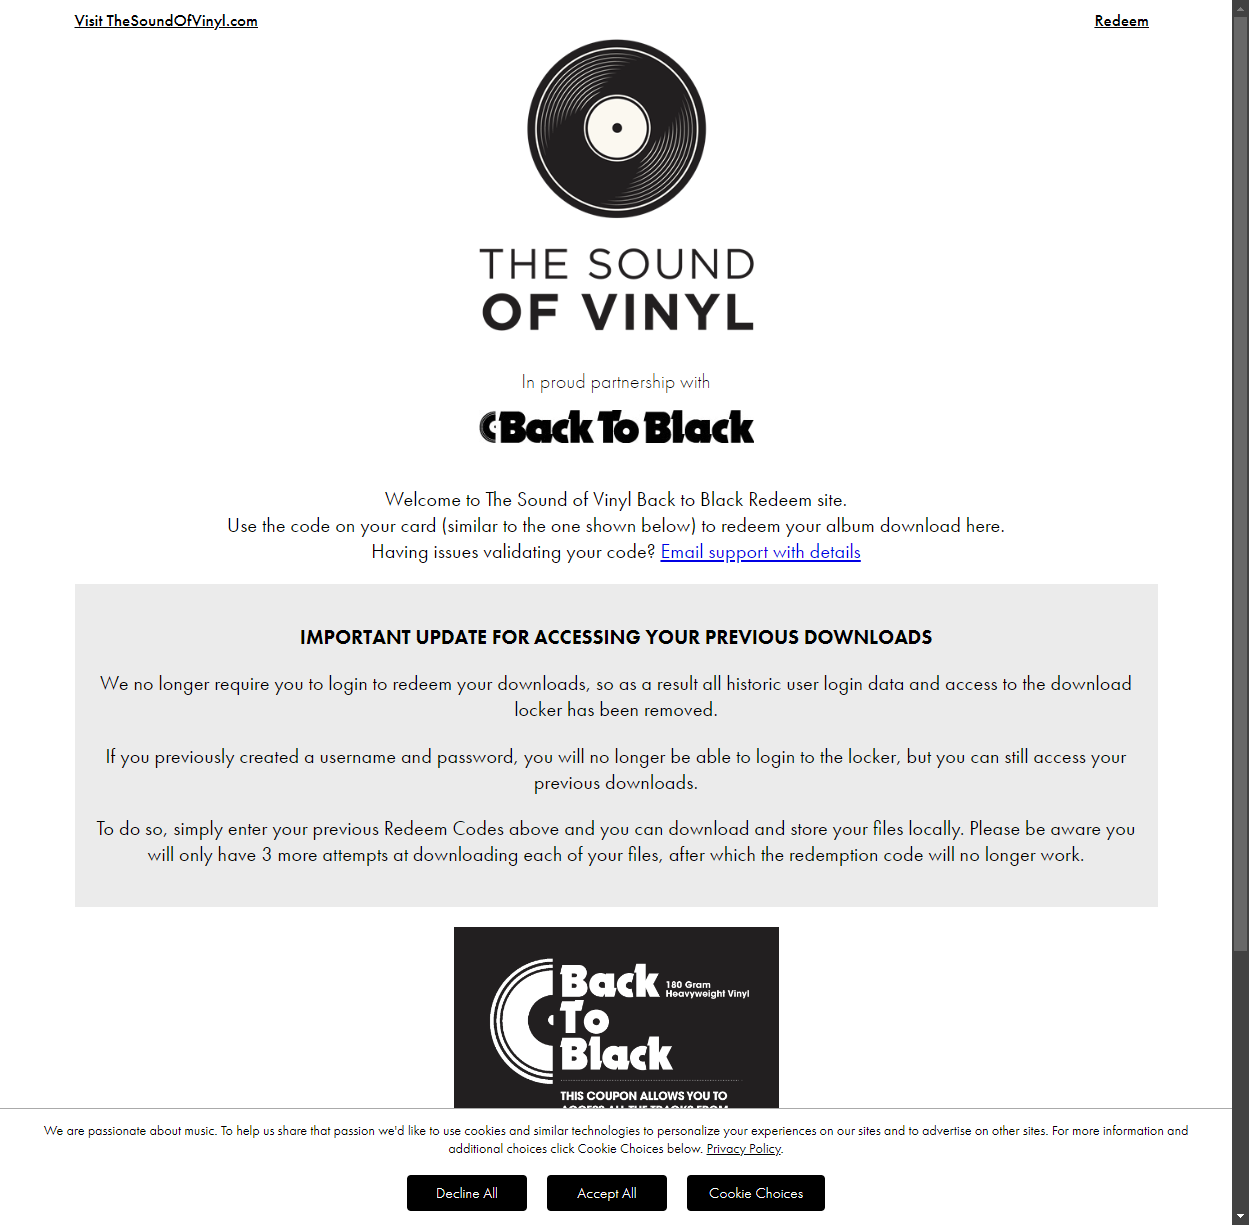 Visit TheSoundOfVinyl.com
Redeem
THE SOUND
OF VINYL
In proud partnership with
Back To Black
Welcome to The Sound of Vinyl Back to Black Redeem site.
Use the code on your card (similar to the one shown below) to redeem your album download here.
Having issues validating your code? Email support with details
IMPORTANT UPDATE FOR ACCESSING YOUR PREVIOUS DOWNLOADS
We no longer require you to login to redeem your downloads, so as a result all historic user login data and access to the download
locker has been removed.
If you previously created a username and password, you will no longer be able to login to the locker, but you can still access your
previous downloads.
To do so, simply enter your previous Redeem Codes above and you can download and store your files locally. Please be aware you
will only have 3 more attempts at downloading each of your files, after which the redemption code will no longer work.
Back
180 Gram
Heavyweight Vinyl
To
Black
THIS COUPON ALLOWS YOU TO
ACCESS ALL THE TRACKS FROM
We are passionate about music. To help us share that passion we'd like to use cookies and similar technologies to personalize your experiences on our sites and to advertise on other sites. For more information and
additional choices click Cookie Choices below. Privacy Policy.
Decline All
Accept All
Cookie Choices